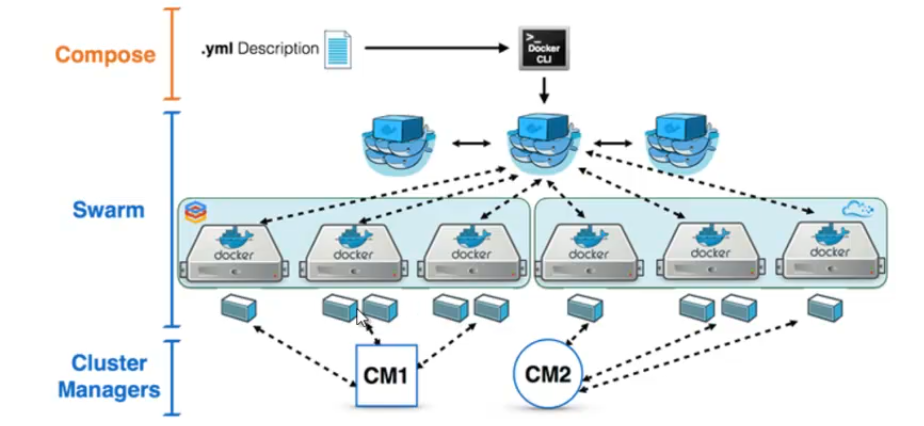 Compose
.yml Description
>_
Docker
CLI
Swarm
docker
docker
docker
docker
docker
docker
Cluster
Managers
CM1
CM2